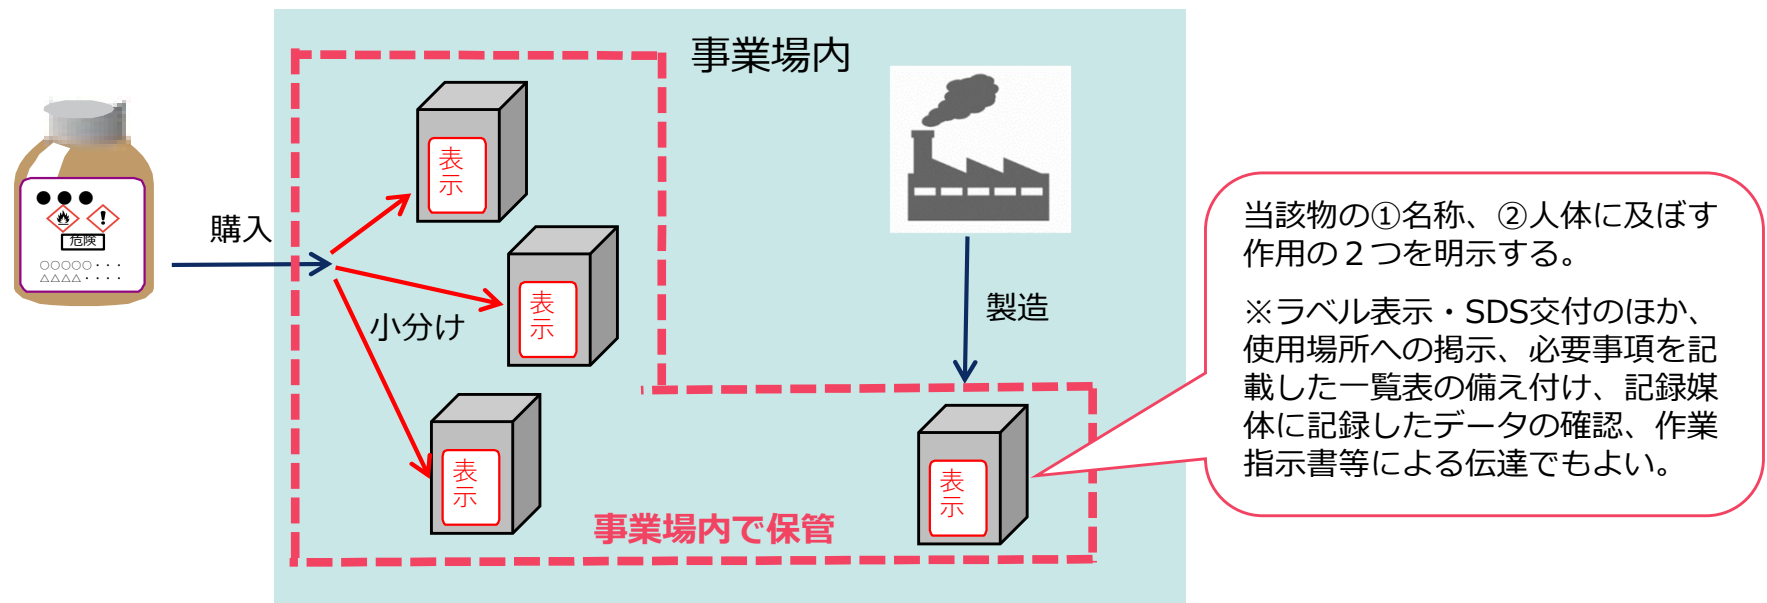 事業場内
●●●
危険
○○○○○・・・
△△△△・・・・
購入
表
示
表
示
小分け
表
示
製造
表
示
事業場内で保管
当該物の①名称、②人体に及ぼす
作用の２つを明示する。
※ラベル表示・SDS交付のほか、
使用場所への掲示、必要事項を記
載した一覧表の備え付け、記録媒
体に記録したデータの確認、作業
指示書等による伝達でもよい。